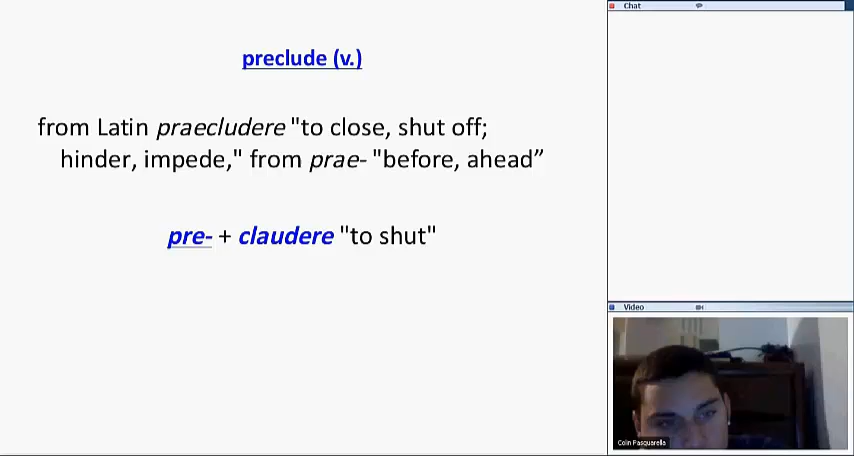 preclude (v.)
from Latin praecludere "to close, shut off;
hinder, impede," from prae- "before, ahead”
pre- + claudere "to shut"
Chat
Video
Colin Pasquarella